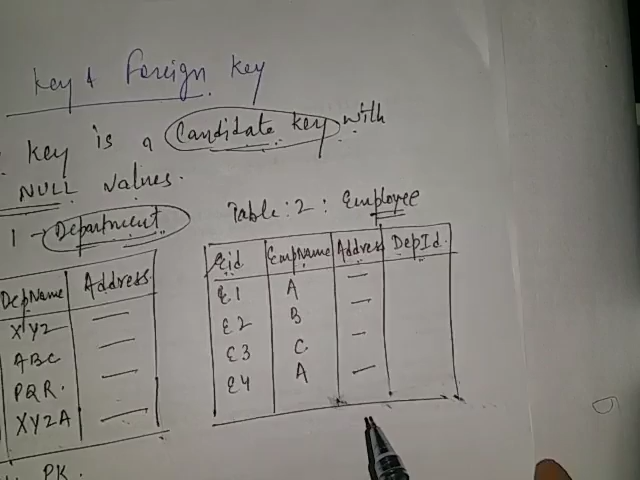 Key & Foreign Key
Key is a Candidate key with
NULL values.
1 → Department
Table: 2: Employee
DepName Address
XYZ
ABC
PQR.
XYZA
Eid EmpName Address DepId.
E1 A
E2 B
E3 C
E4 A
PK.